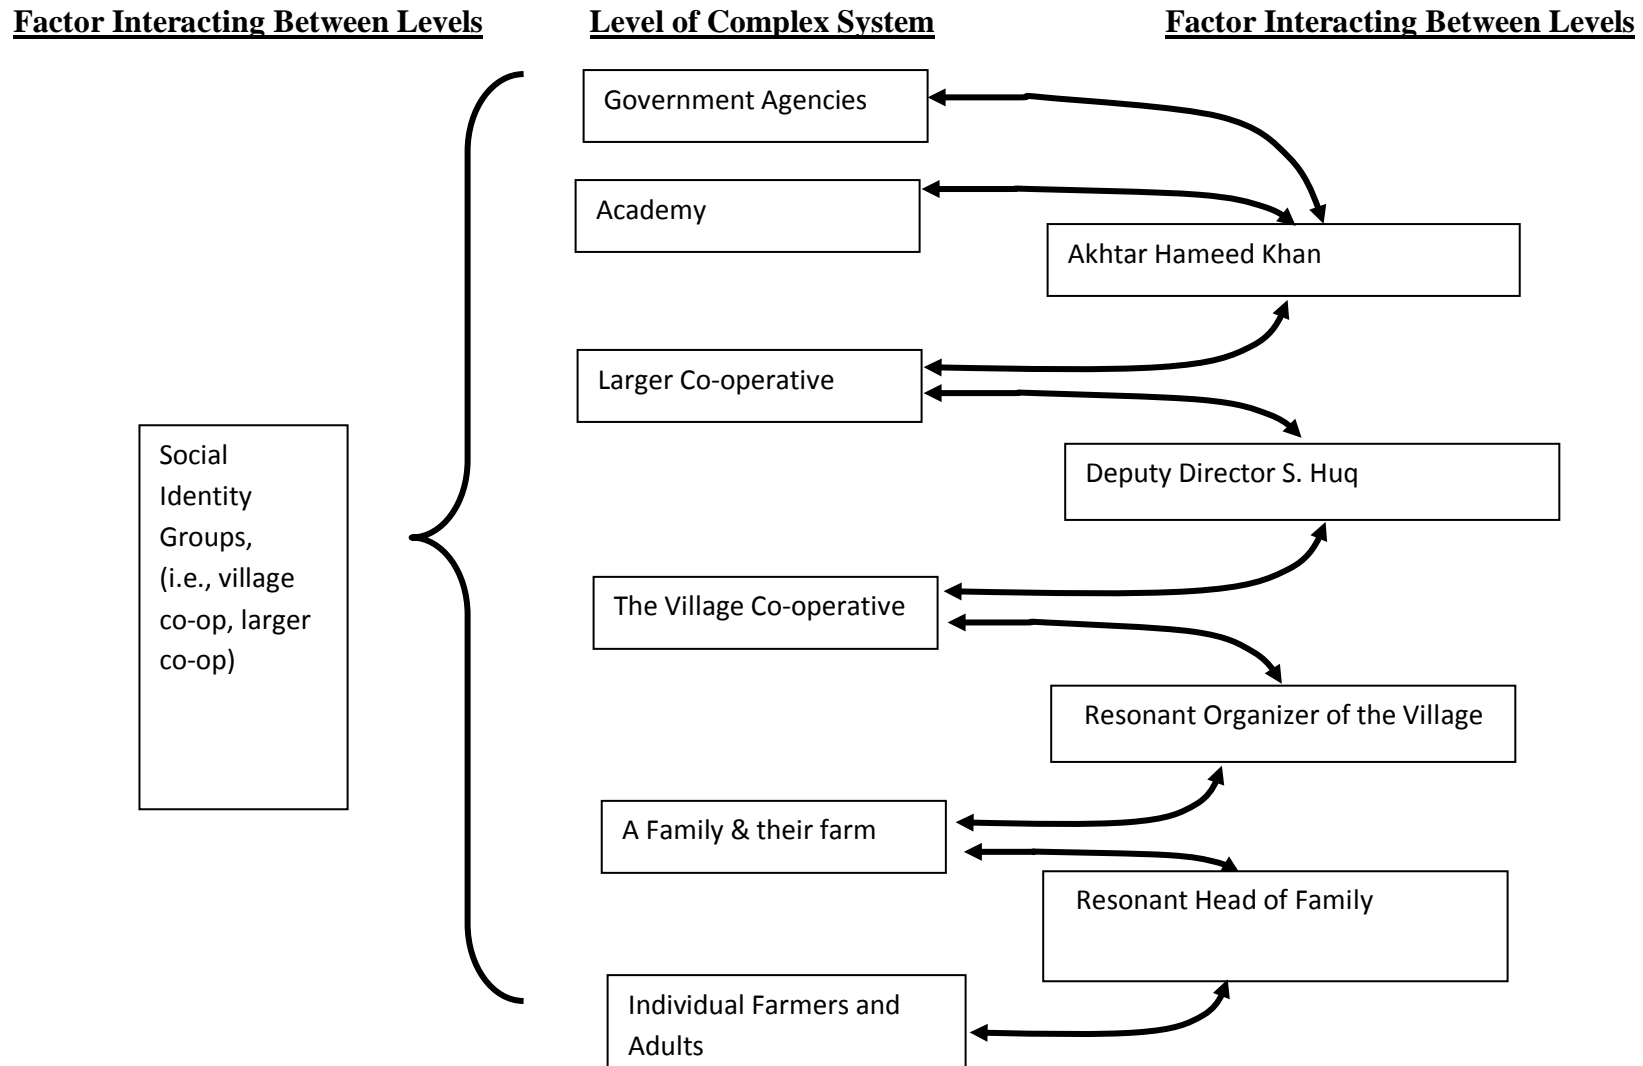 Factor Interacting Between Levels
Level of Complex System
Factor Interacting Between Levels
Government Agencies
Academy
Akhtar Hameed Khan
Larger Co-operative
Deputy Director S. Huq
Social
Identity
Groups,
(i.e., village
co-op, larger
co-op)
The Village Co-operative
Resonant Organizer of the Village
A Family & their farm
Resonant Head of Family
Individual Farmers and
Adults